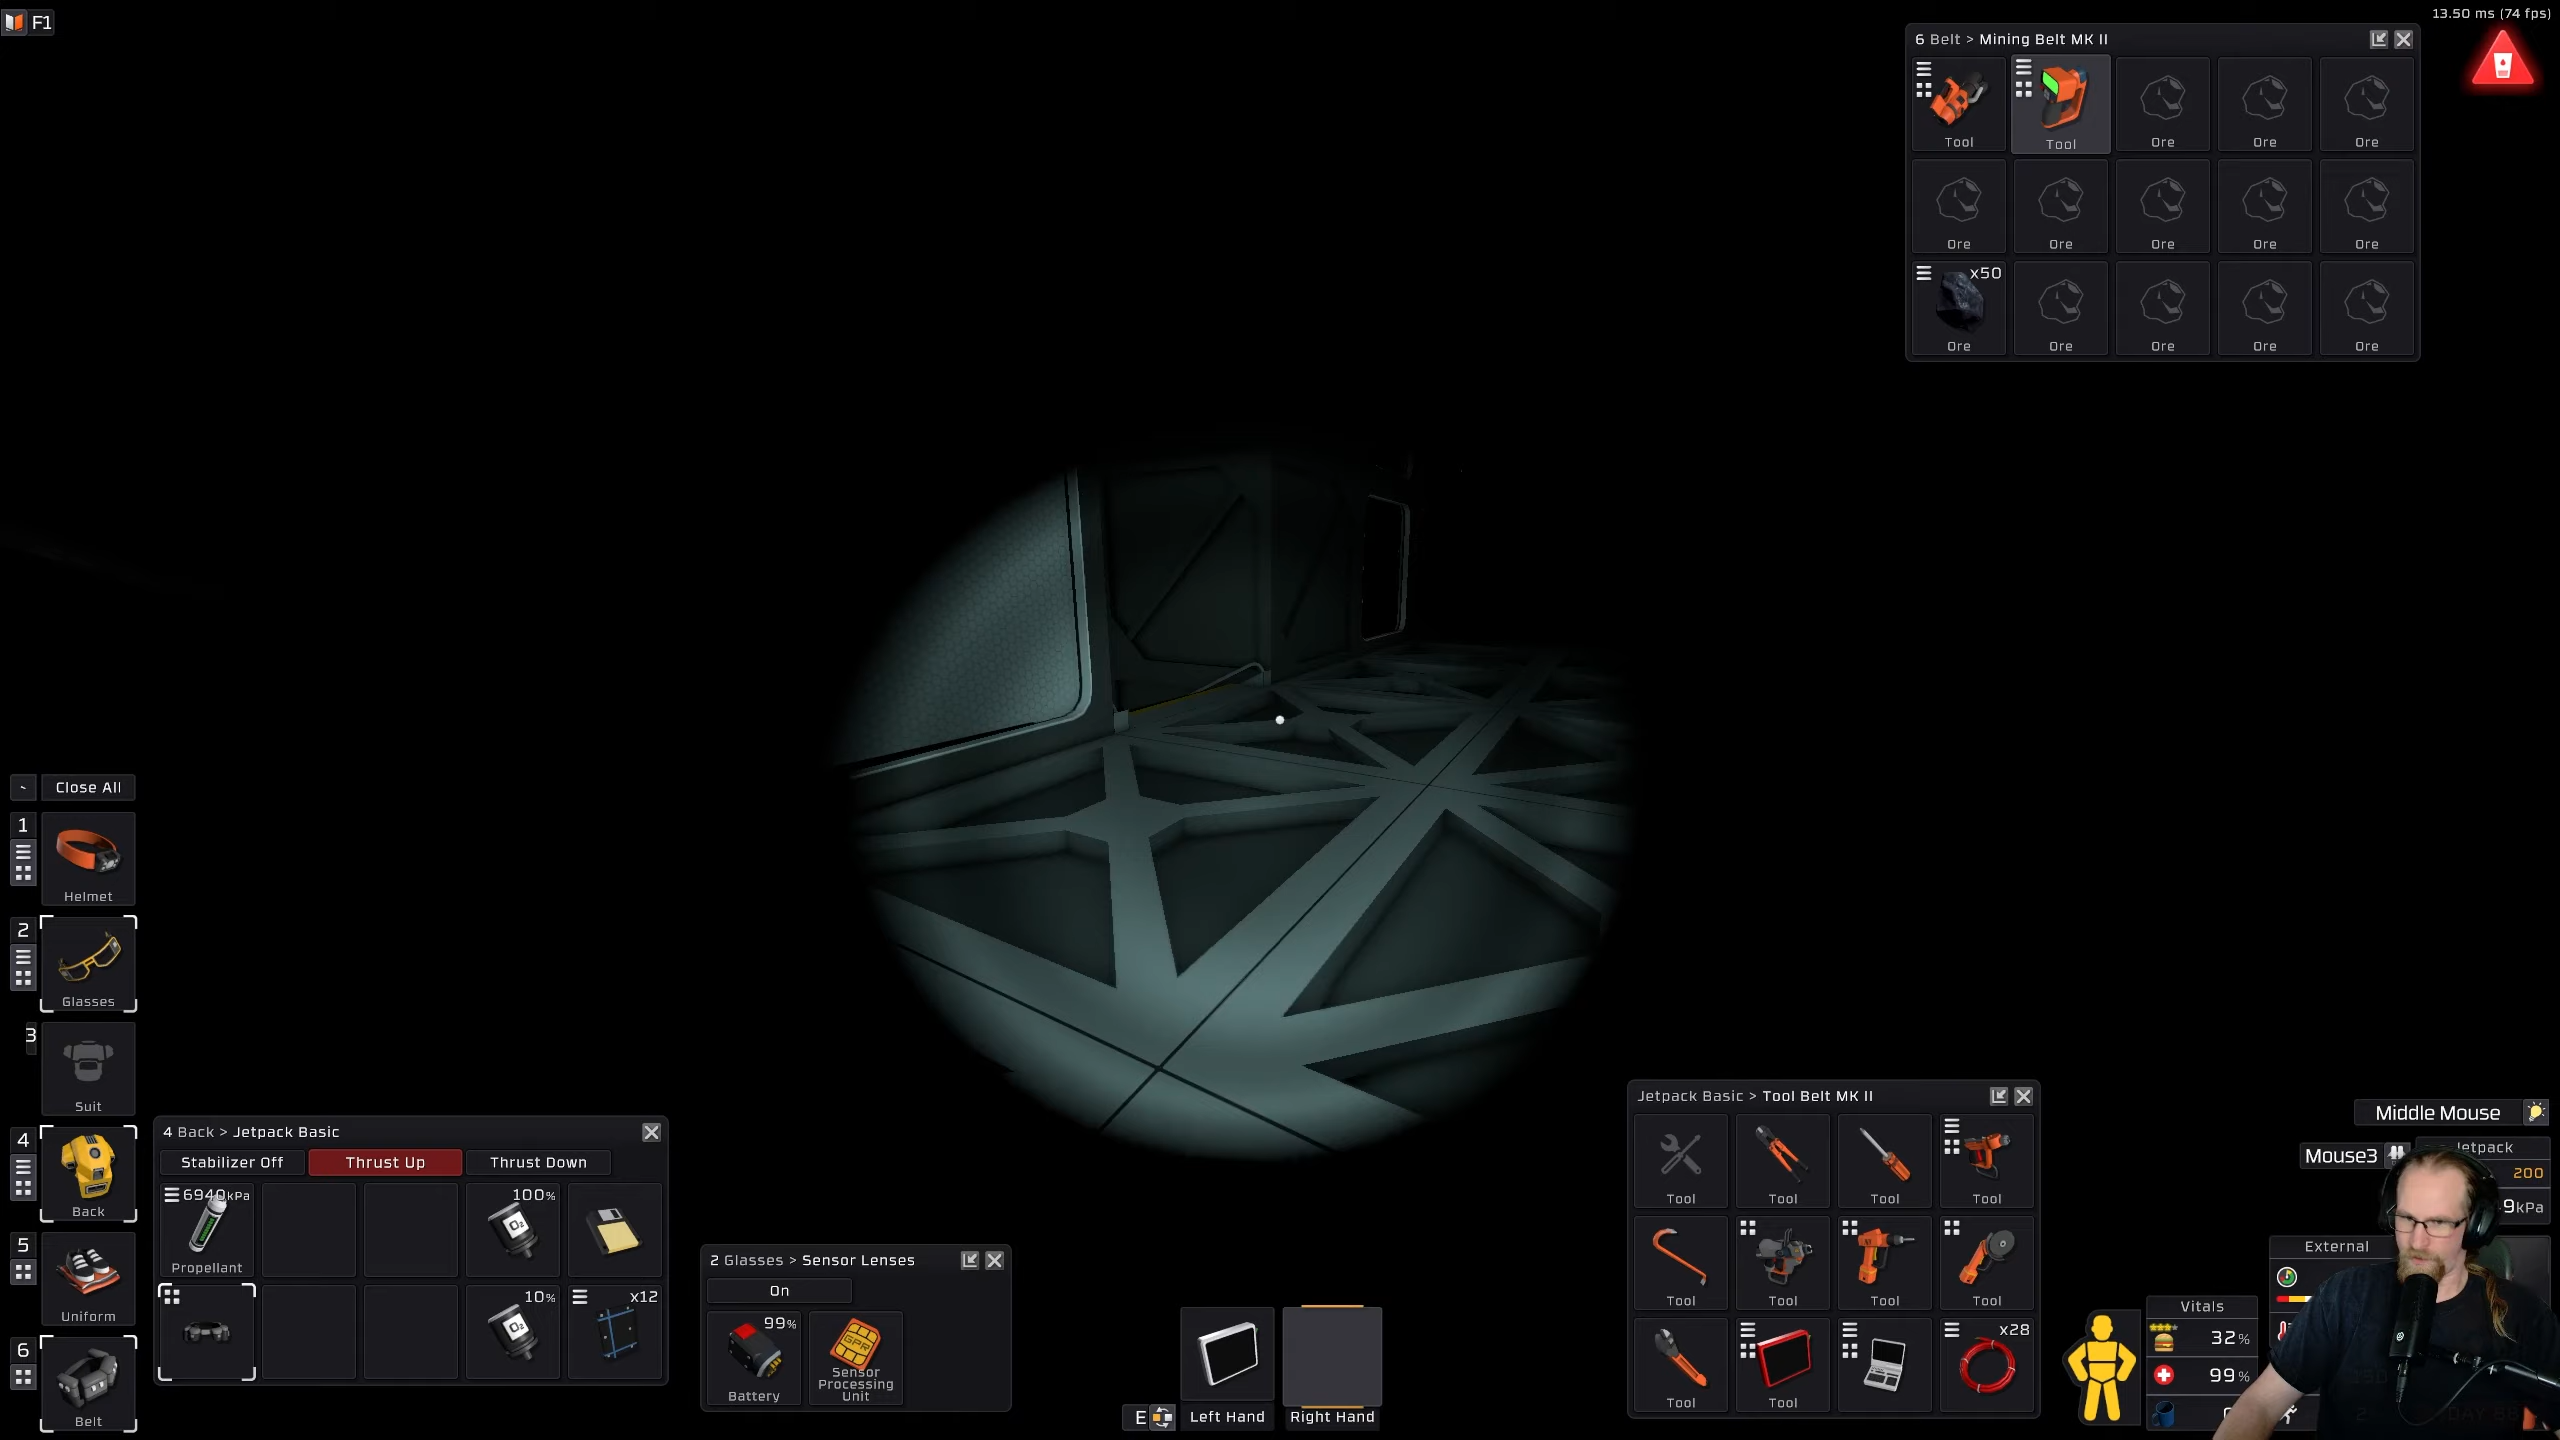 F1
13.50 ms (74 fps)
6 Belt > Mining Belt MK II
Tool
Tool
Ore
Ore
Ore
Ore
Ore
Ore
Ore
Ore
x50
Ore
Ore
Ore
Ore
Ore
~
Close All
1
Helmet
2
Glasses
3
Suit
4
Back
5
Uniform
6
Belt
4 Back > Jetpack Basic
Stabilizer Off
Thrust Up
Thrust Down
6940kPa
Propellant
100%
O2
10%
O2
x12
2 Glasses > Sensor Lenses
On
99%
Battery
GPR
Sensor
Processing
Unit
E
Left Hand
Right Hand
Jetpack Basic > Tool Belt MK II
Tool
Tool
Tool
Tool
Tool
Tool
Tool
Tool
Tool
Tool
x28
Middle Mouse
Mouse3
Jetpack
200
9kPa
External
Vitals
32%
99%